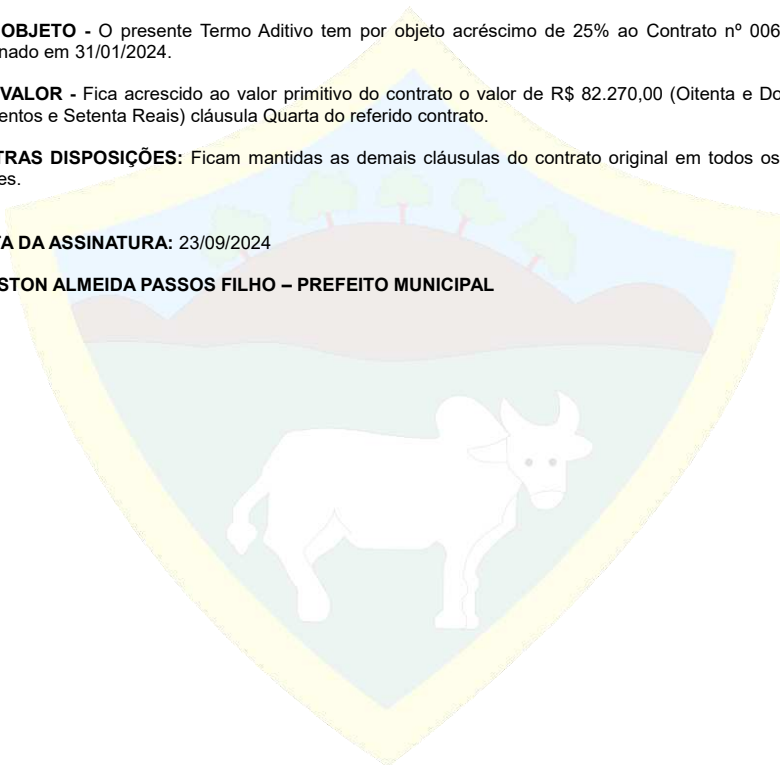 OBJETO - O presente Termo Aditivo tem por objeto acréscimo de 25% ao Contrato nº 006
nado em 31/01/2024.
VALOR - Fica acrescido ao valor primitivo do contrato o valor de R$ 82.270,00 (Oitenta e Do
entos e Setenta Reais) cláusula Quarta do referido contrato.
TRAS DISPOSIÇÕES: Ficam mantidas as demais cláusulas do contrato original em todos os
es.
TA DA ASSINATURA: 23/09/2024
STON ALMEIDA PASSOS FILHO – PREFEITO MUNICIPAL